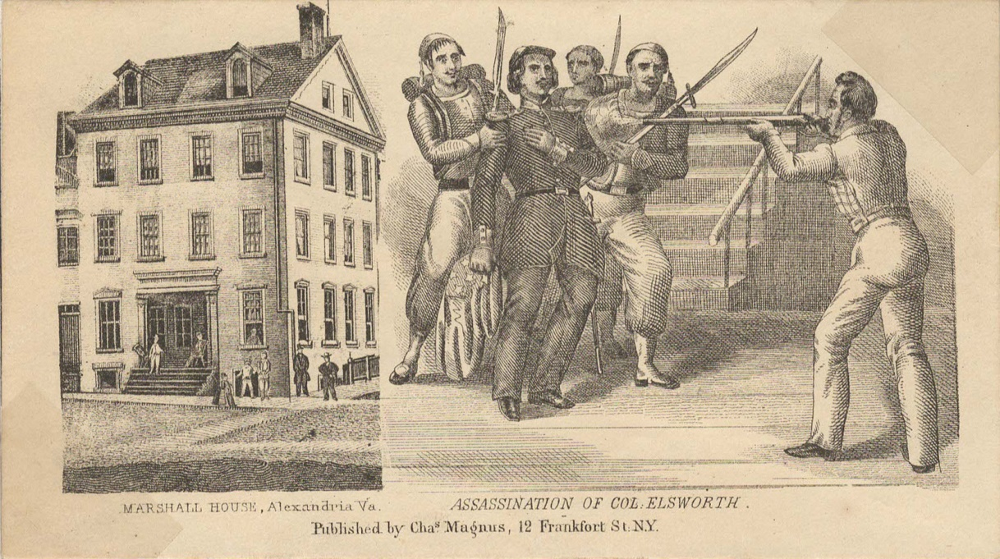 MARSHALL HOUSE, Alexandria Va.
ASSASSINATION OF COL. ELSWORTH.
Published by Chas Magnus, 12 Frankfort St. N.Y.